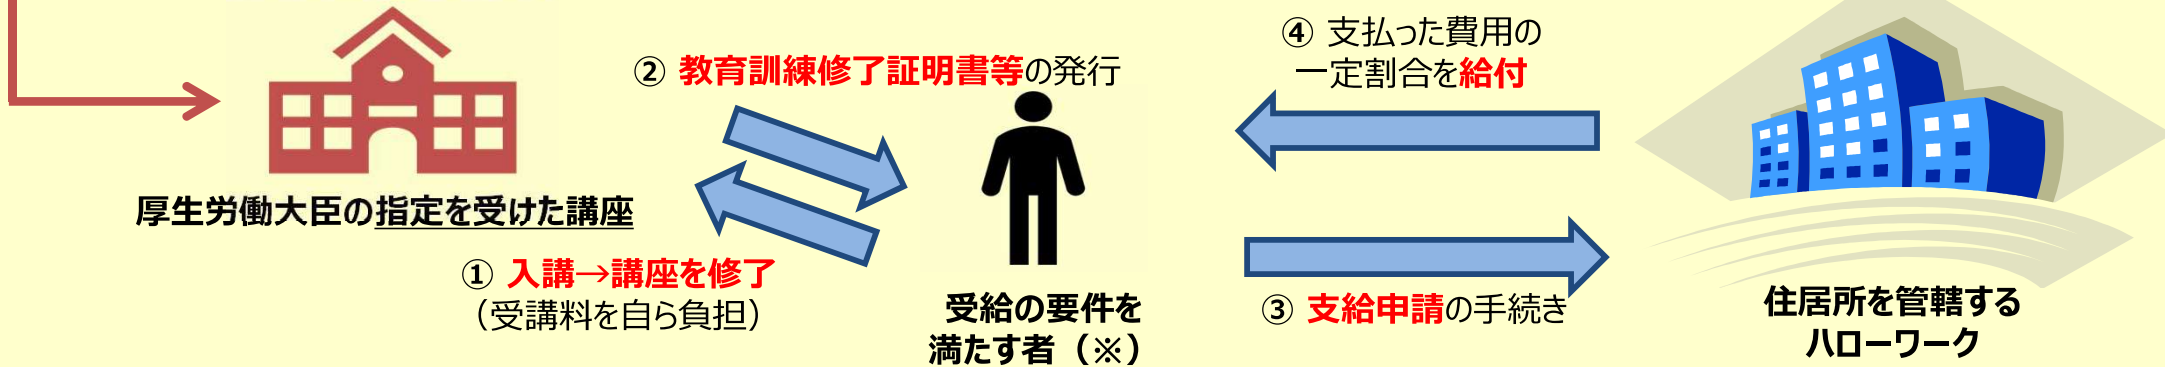 厚生労働大臣の指定を受けた講座
① 入講→講座を修了
（受講料を自ら負担）
② 教育訓練修了証明書等の発行
受給の要件を
満たす者（※）
③ 支給申請の手続き
④ 支払った費用の
一定割合を給付
住居所を管轄する
ハローワーク